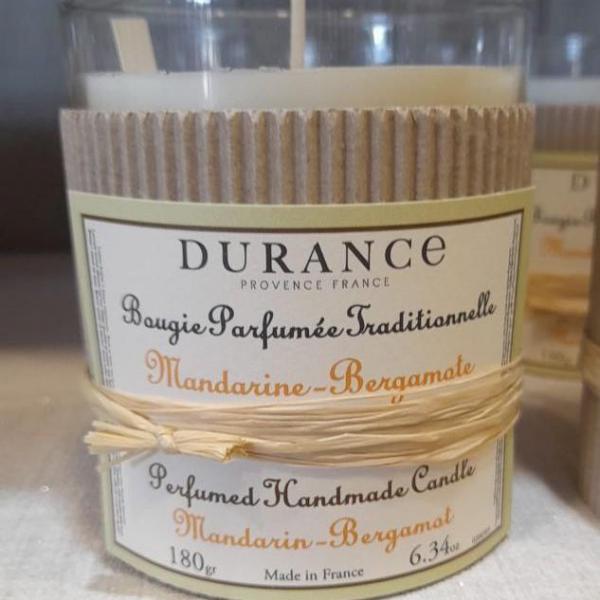 DURANCe
PROVENCE FRANCE
Bougie Parfumée Traditionnelle
Mandarine-Bergamote
Perfumed Handmade Candle
Mandarin-Bergamot
180gr
Made in France
6.34oz